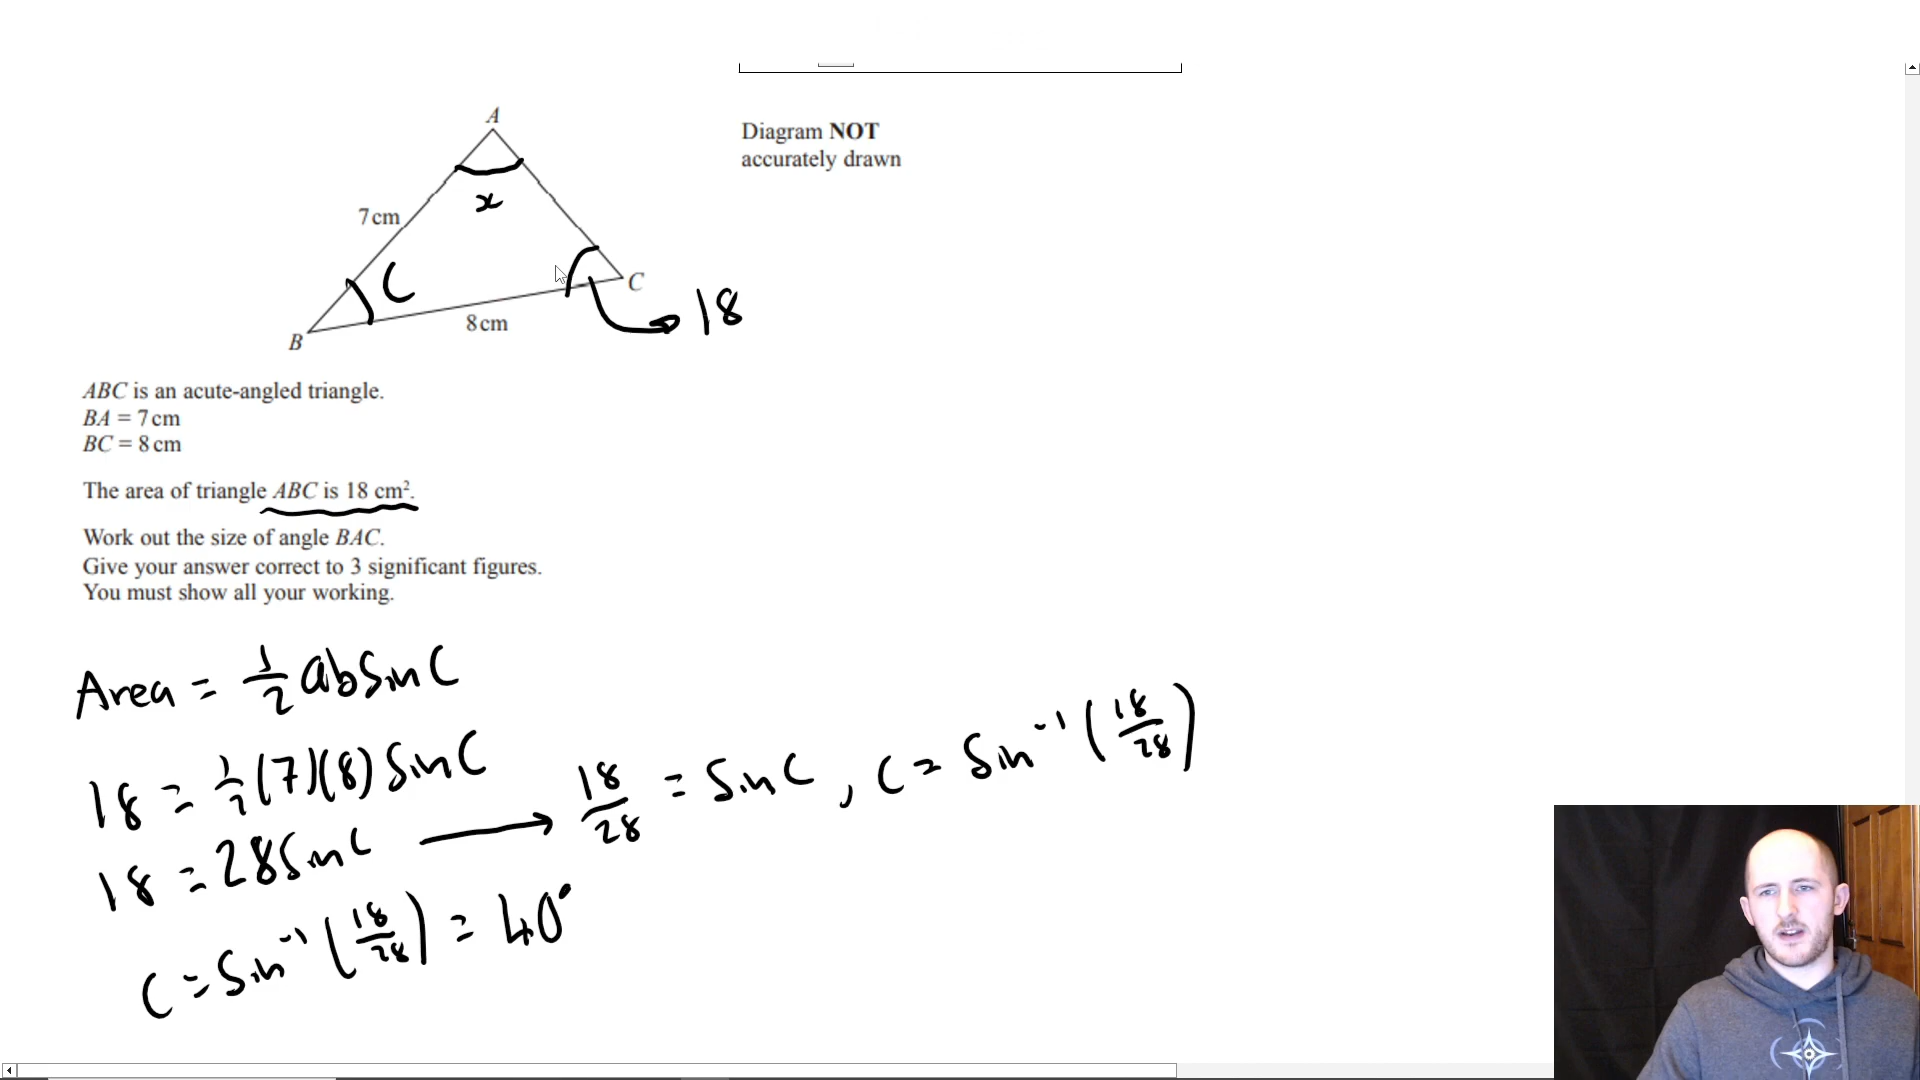 A
Diagram NOT
accurately drawn
x
7 cm
C
C
18
8 cm
B
ABC is an acute-angled triangle.
BA = 7 cm
BC = 8 cm
The area of triangle ABC is 18 cm².
Work out the size of angle BAC.
Give your answer correct to 3 significant figures.
You must show all your working.
Area = 1/2 ab Sin C
18 = 1/2 (7)(8) Sin C
18/28 = Sin C , C = Sin⁻¹ (18/28)
18 = 28 Sin C →
C = Sin⁻¹ (18/28) = 40°